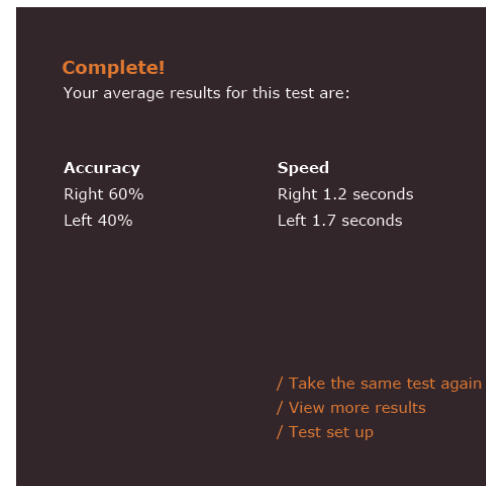 Complete!
Your average results for this test are:
Accuracy Speed
Right 60% Right 1.2 seconds
Left 40% Left 1.7 seconds
/ Take the same test again
/ View more results
/ Test set up